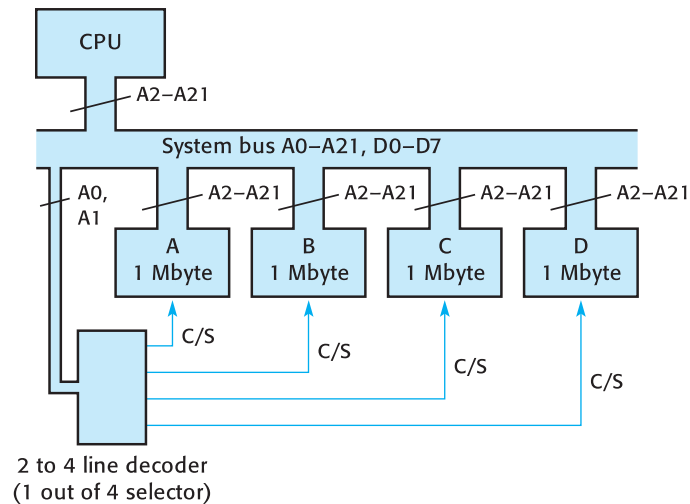 CPU
A2–A21
System bus A0–A21, D0–D7
A0,
A1
A2–A21
A2–A21
A2–A21
A2–A21
A
1 Mbyte
B
1 Mbyte
C
1 Mbyte
D
1 Mbyte
C/S
C/S
C/S
C/S
2 to 4 line decoder
(1 out of 4 selector)